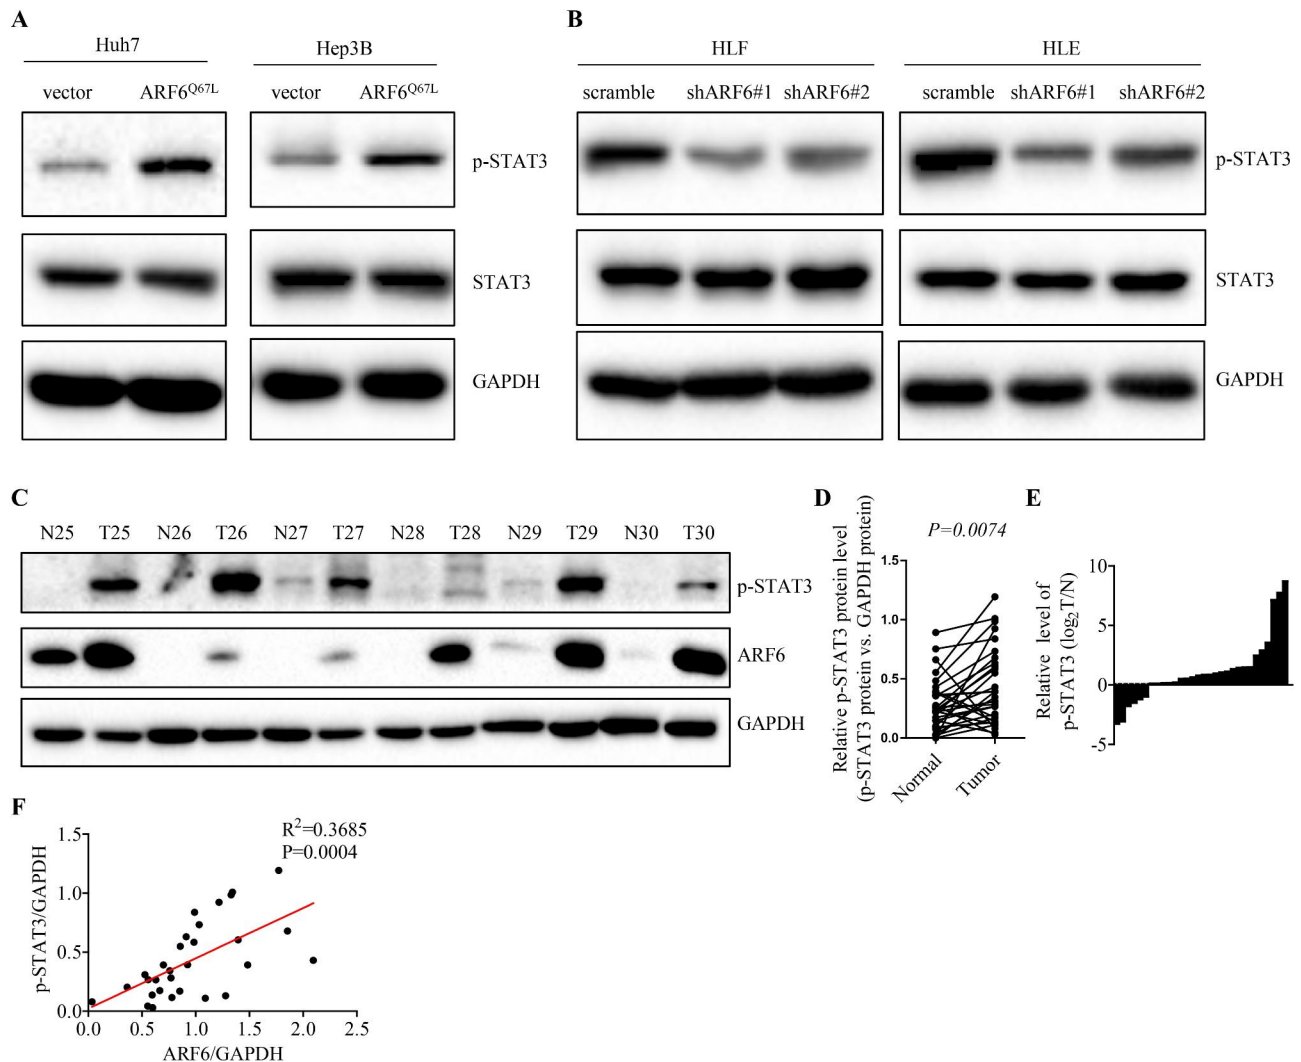 A
B
Huh7
Hep3B
HLF
HLE
vector
ARF6Q67L
vector
ARF6Q67L
scramble
shARF6#1
shARF6#2
scramble
shARF6#1
shARF6#2
p-STAT3
p-STAT3
STAT3
STAT3
GAPDH
GAPDH
C
N25 T25 N26 T26 N27 T27 N28 T28 N29 T29 N30 T30
p-STAT3
ARF6
GAPDH
D
P=0.0074
Relative p-STAT3 protein level
(p-STAT3 protein vs. GAPDH protein)
1.5
1.0
0.5
0.0
Normal
Tumor
E
Relative level of
p-STAT3 (log2T/N)
10
5
0
-5
F
R2=0.3685
P=0.0004
p-STAT3/GAPDH
1.5
1.0
0.5
0.0
0.0 0.5 1.0 1.5 2.0 2.5
ARF6/GAPDH